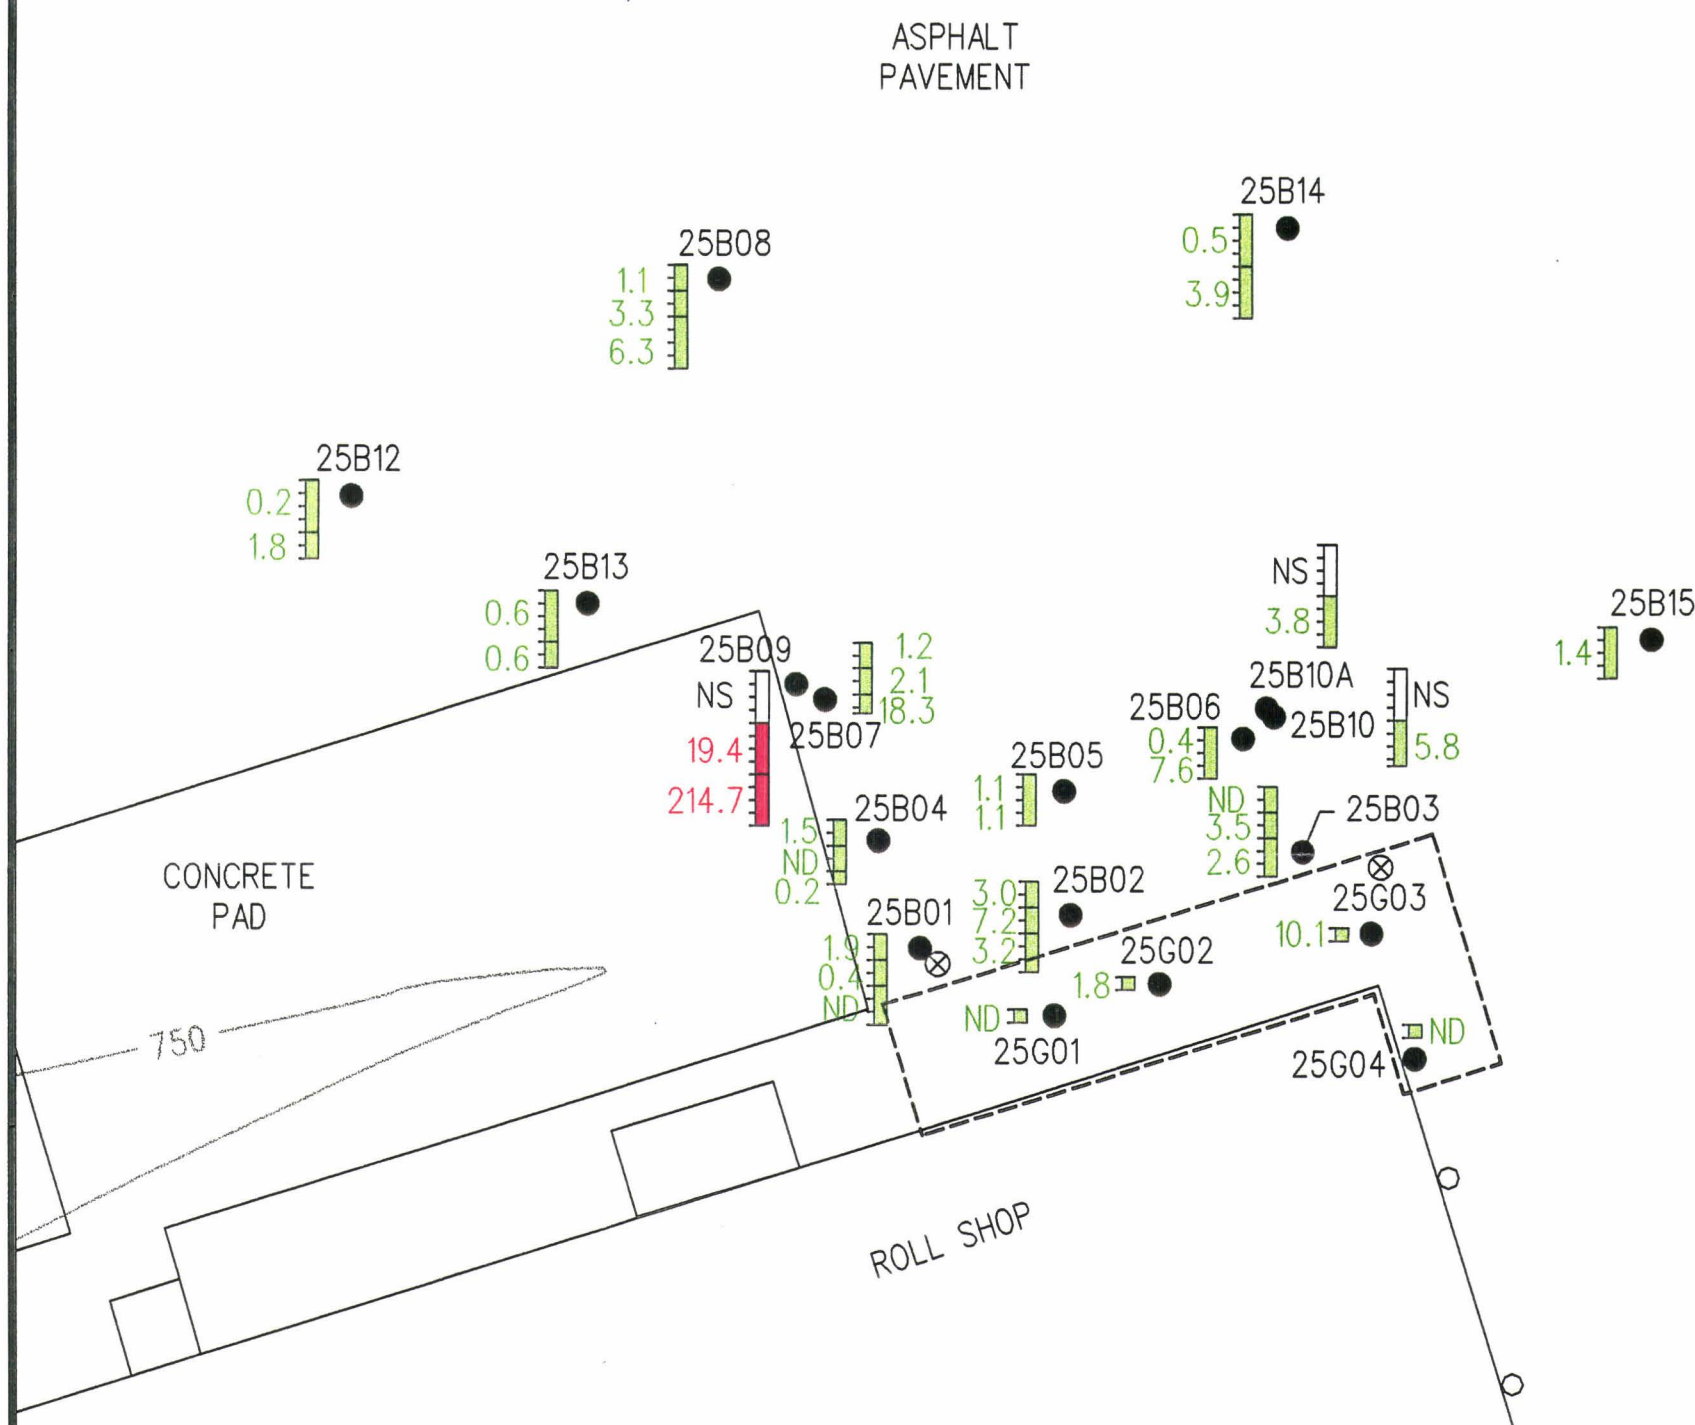 ASPHALT
PAVEMENT
25B14
0.5
3.9
25B08
1.1
3.3
6.3
25B12
0.2
1.8
25B13
0.6
0.6
NS
3.8
25B15
1.4
25B09
NS
19.4
214.7
1.2
2.1
18.3
25B07
25B10A
25B10
NS
5.8
25B06
0.4
7.6
25B05
1.1
1.1
25B04
1.5
ND
0.2
25B03
ND
3.5
2.6
CONCRETE
PAD
25B02
3.0
7.2
3.2
25B01
1.9
0.4
ND
25G03
10.1
25G02
1.8
ND
25G01
ND
25G04
750
ROLL SHOP